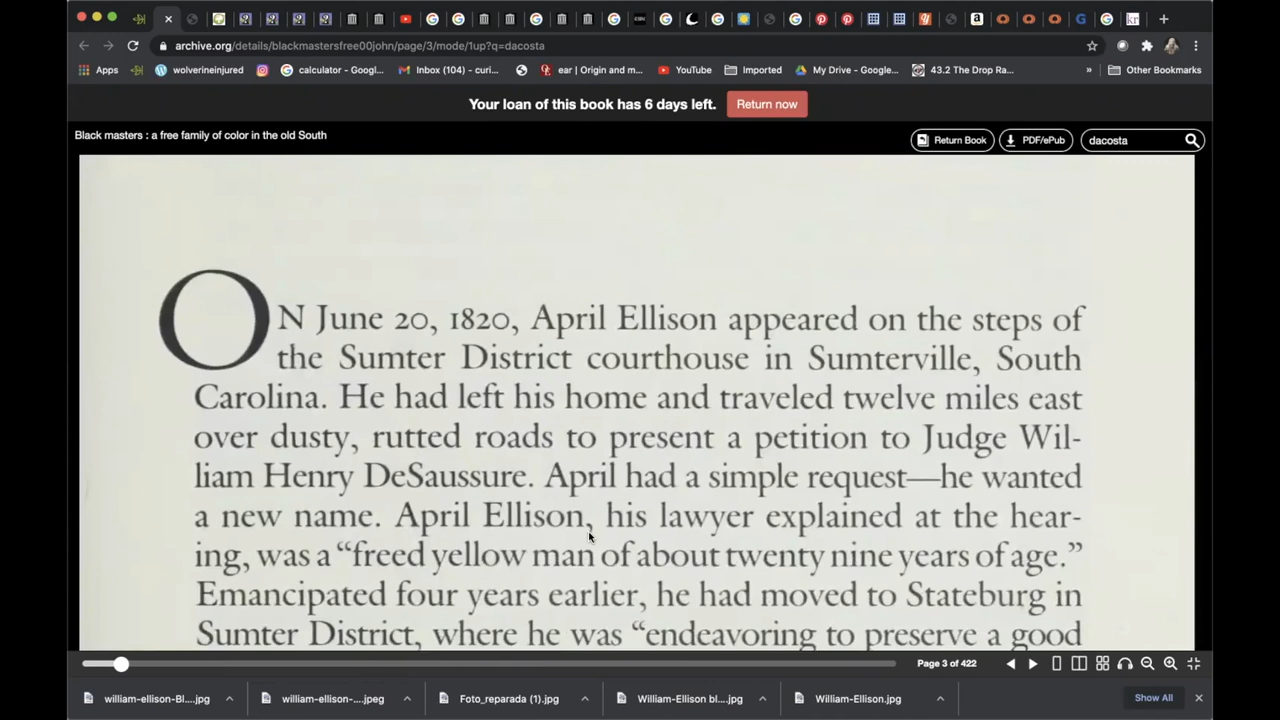 archive.org/details/blackmastersfree00john/page/3/mode/1up?q=dacosta
Apps
wolverineinjured
calculator - Googl...
Inbox (104) - curi...
ear | Origin and m...
YouTube
Imported
My Drive - Google...
43.2 The Drop Ra...
»
Other Bookmarks
Your loan of this book has 6 days left.
Return now
Black masters : a free family of color in the old South
Return Book
PDF/ePub
dacosta
ON June 20, 1820, April Ellison appeared on the steps of
the Sumter District courthouse in Sumterville, South
Carolina. He had left his home and traveled twelve miles east
over dusty, rutted roads to present a petition to Judge Wil-
liam Henry DeSaussure. April had a simple request—he wanted
a new name. April Ellison, his lawyer explained at the hear-
ing, was a “freed yellow man of about twenty nine years of age.”
Emancipated four years earlier, he had moved to Stateburg in
Sumter District, where he was “endeavoring to preserve a good
Page 3 of 422
william-ellison-Bl....jpg
william-ellison-....jpeg
Foto_reparada (1).jpg
William-Ellison bl....jpg
William-Ellison.jpg
Show All